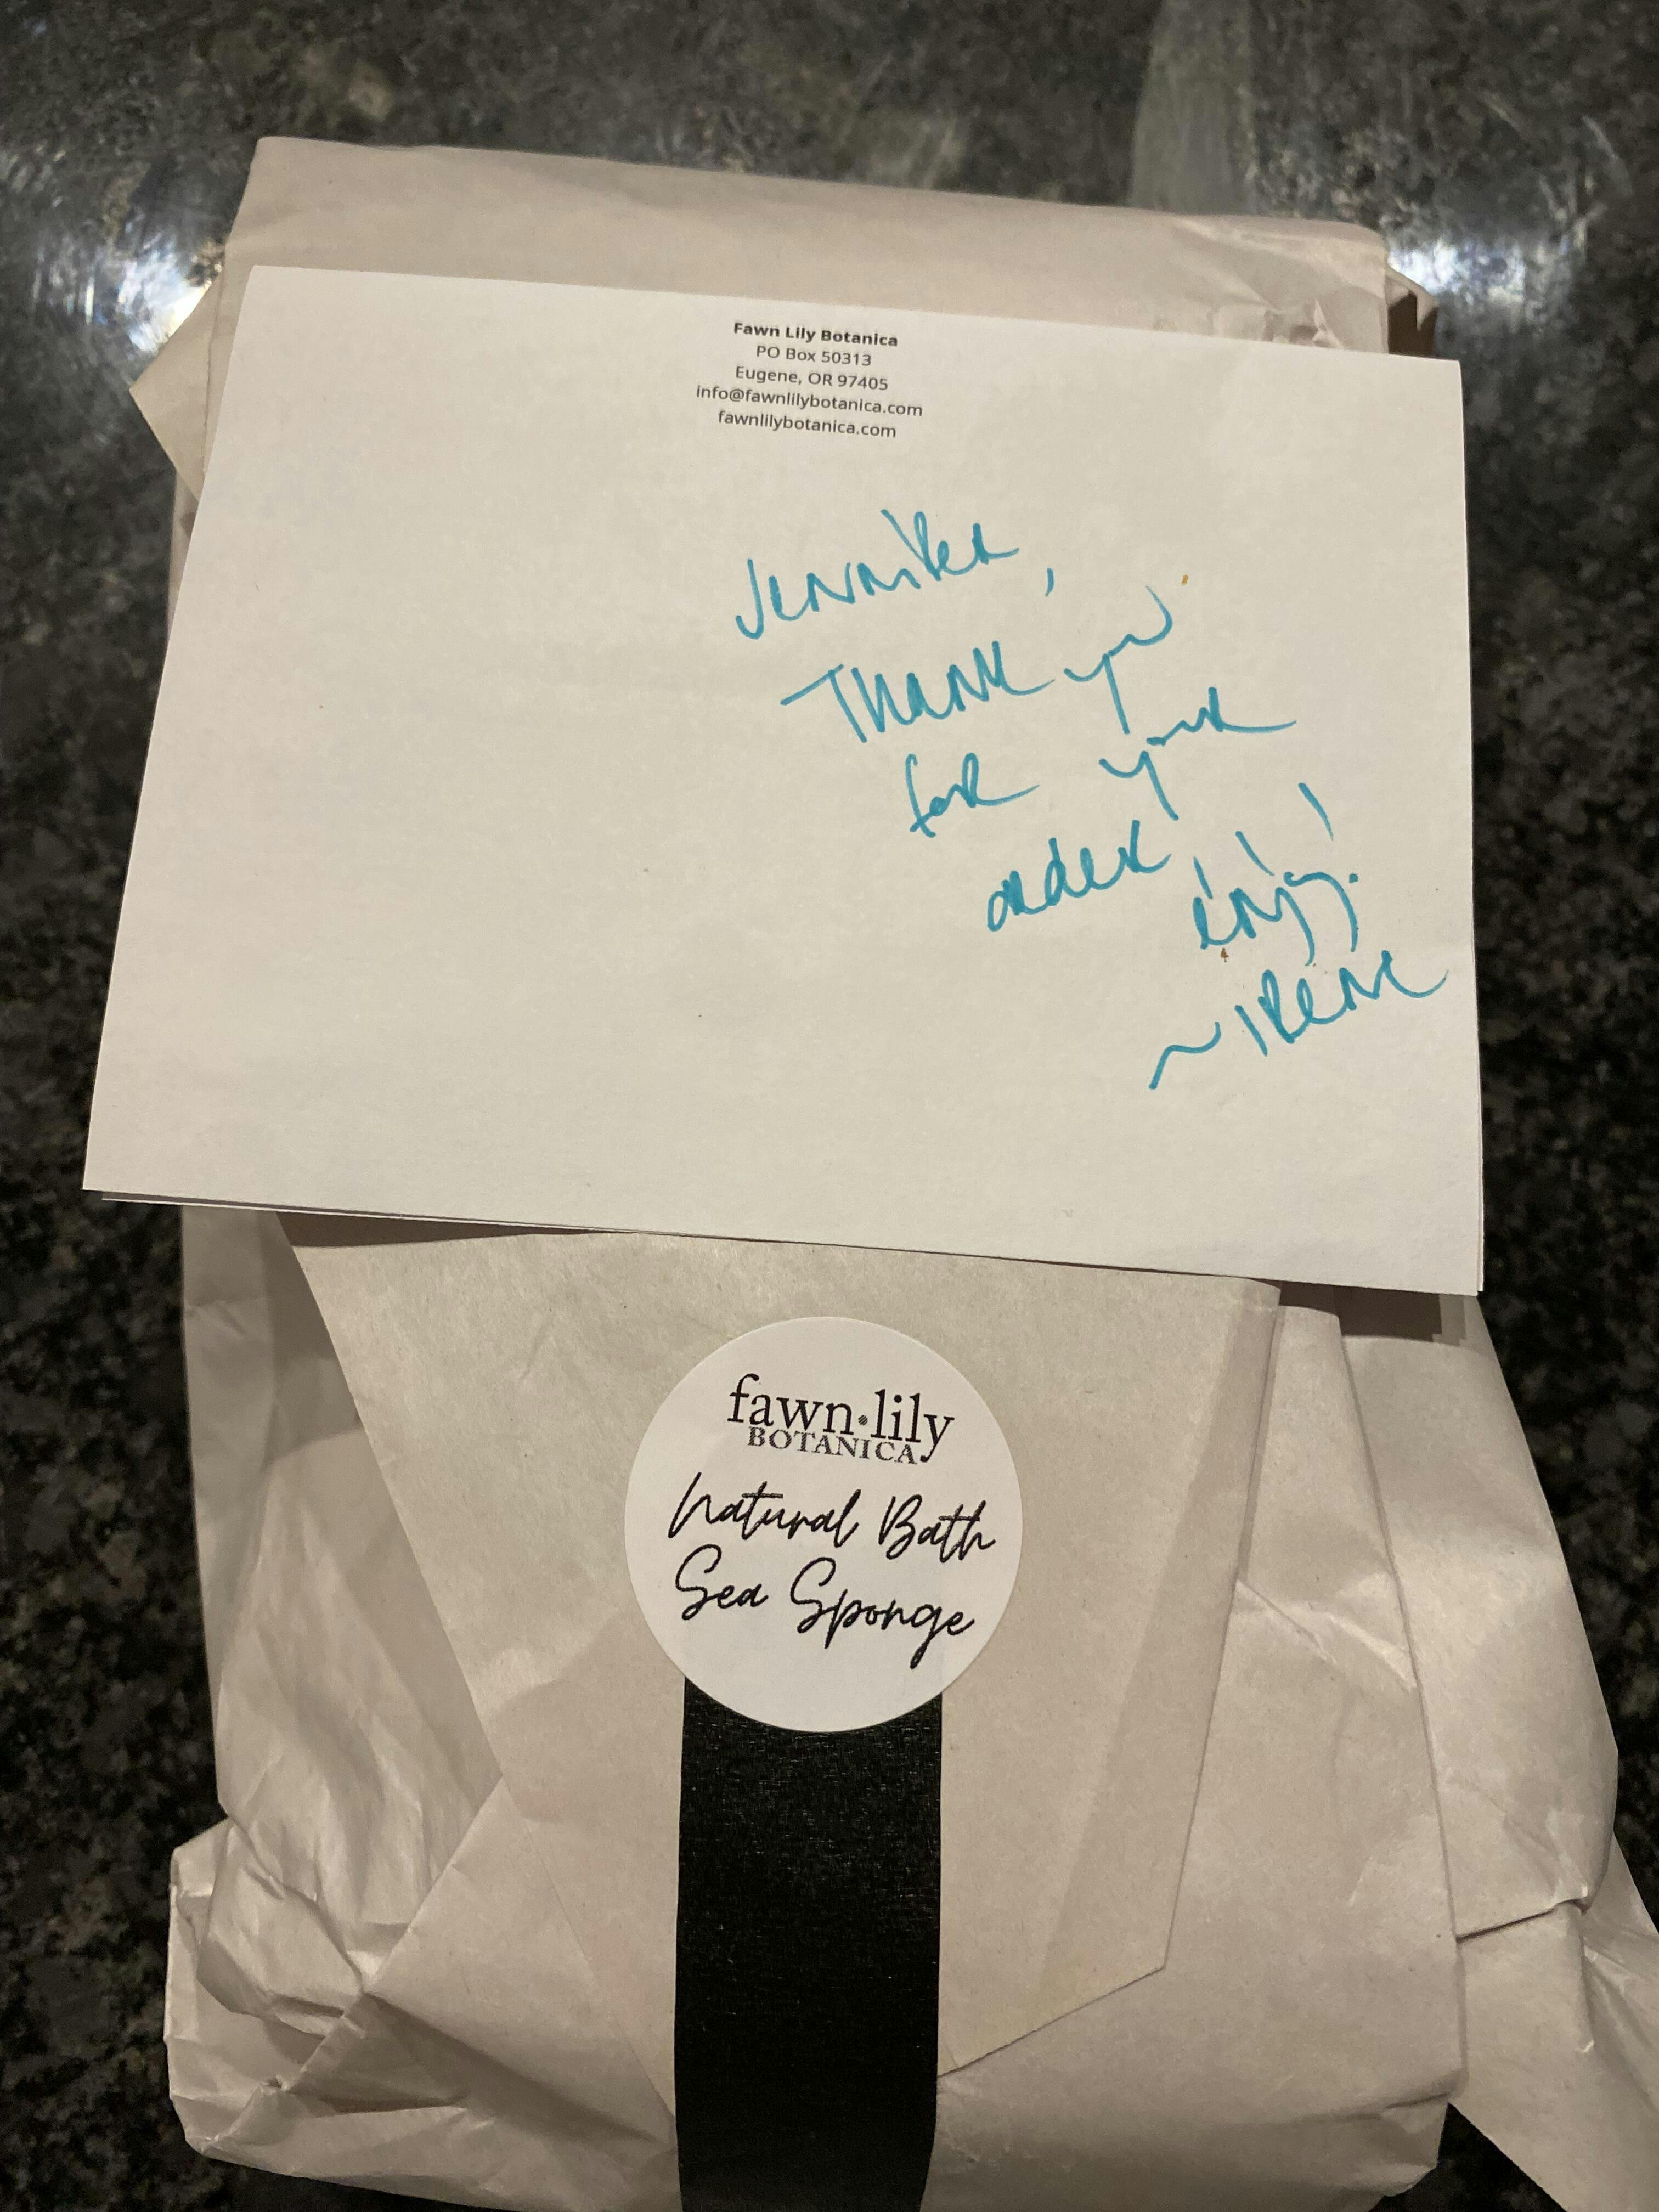 Fawn Lily Botanica
PO Box 50313
Eugene, OR 97405
info@fawnlilybotanica.com
fawnlilybotanica.com
Jennifer,
Thank you
for your
order,
enjoy!
~Irene
fawn•lily
BOTANICA
Natural Bath
Sea Sponge